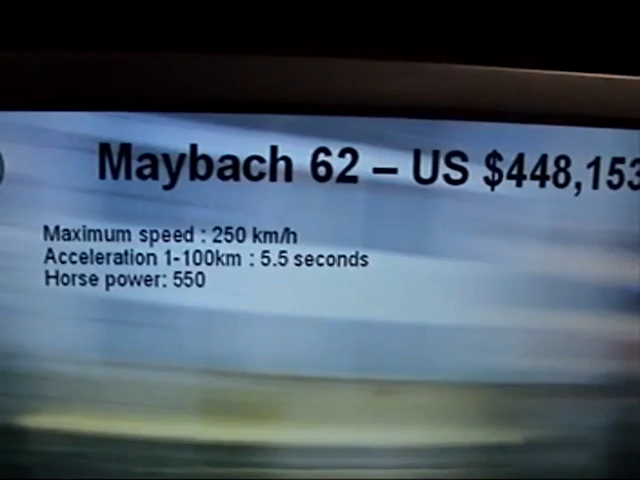 Maybach 62 – US $448,153
Maximum speed : 250 km/h
Acceleration 1-100km : 5.5 seconds
Horse power: 550